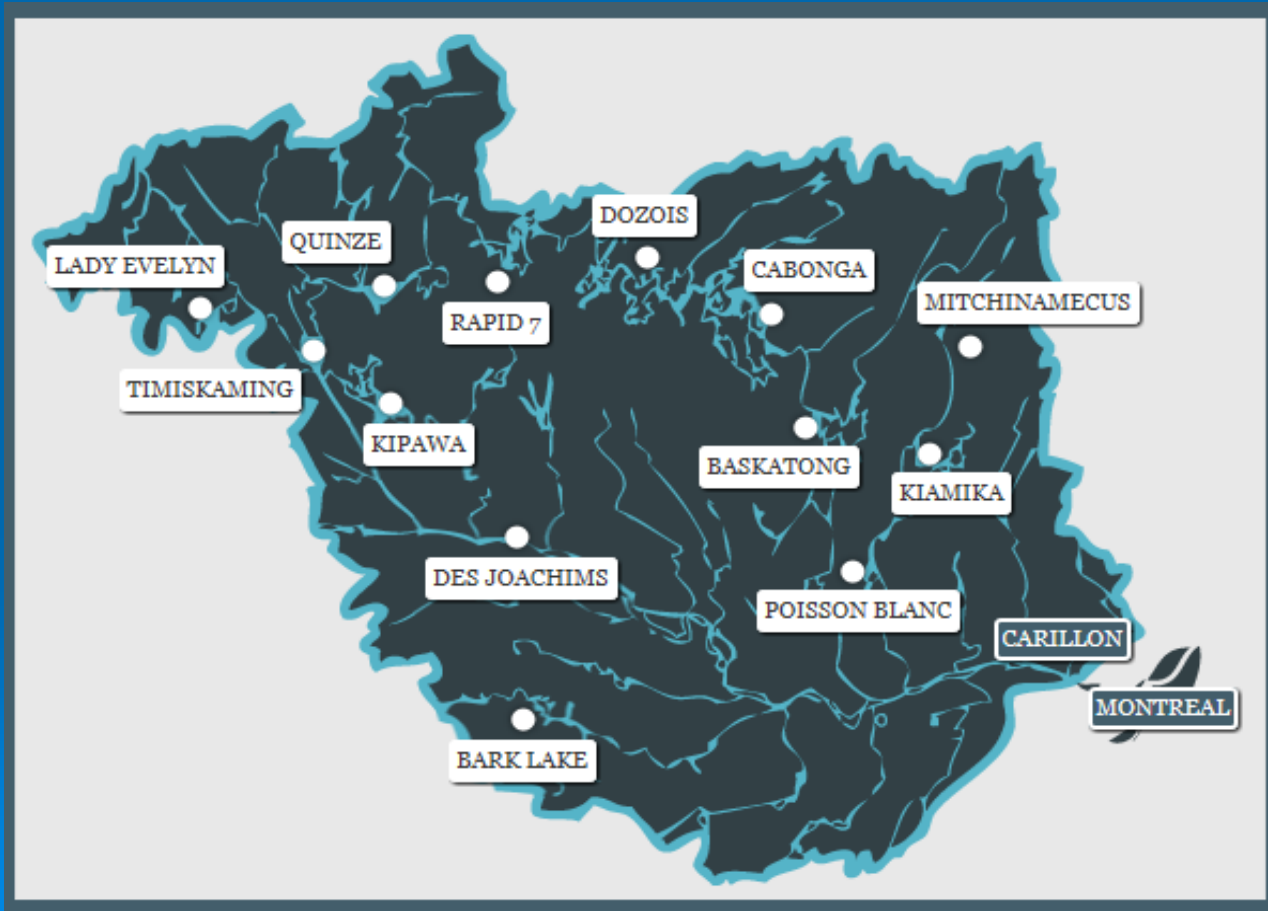 DOZOIS
QUINZE
LADY EVELYN
CABONGA
MITCHINAMECUS
RAPID 7
TIMISKAMING
KIPAWA
BASKATONG
KIAMIKA
DES JOACHIMS
POISSON BLANC
CARILLON
MONTREAL
BARK LAKE